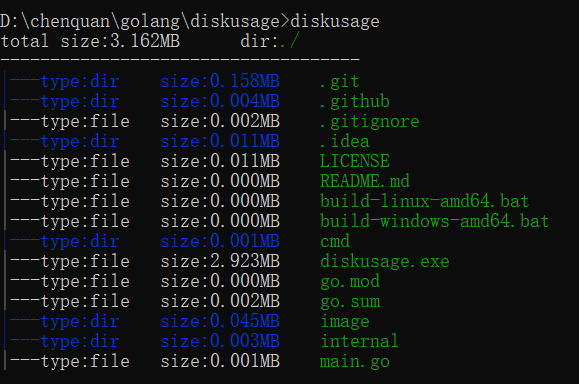 D:\chenquan\golang\diskusage>diskusage
total size:3.162MB dir:./
------------------------------------
|---type:dir size:0.158MB .git
|---type:dir size:0.004MB .github
|---type:file size:0.002MB .gitignore
|---type:dir size:0.011MB .idea
|---type:file size:0.011MB LICENSE
|---type:file size:0.000MB README.md
|---type:file size:0.000MB build-linux-amd64.bat
|---type:file size:0.000MB build-windows-amd64.bat
|---type:dir size:0.001MB cmd
|---type:file size:2.923MB diskusage.exe
|---type:file size:0.000MB go.mod
|---type:file size:0.002MB go.sum
|---type:dir size:0.045MB image
|---type:dir size:0.003MB internal
|---type:file size:0.001MB main.go